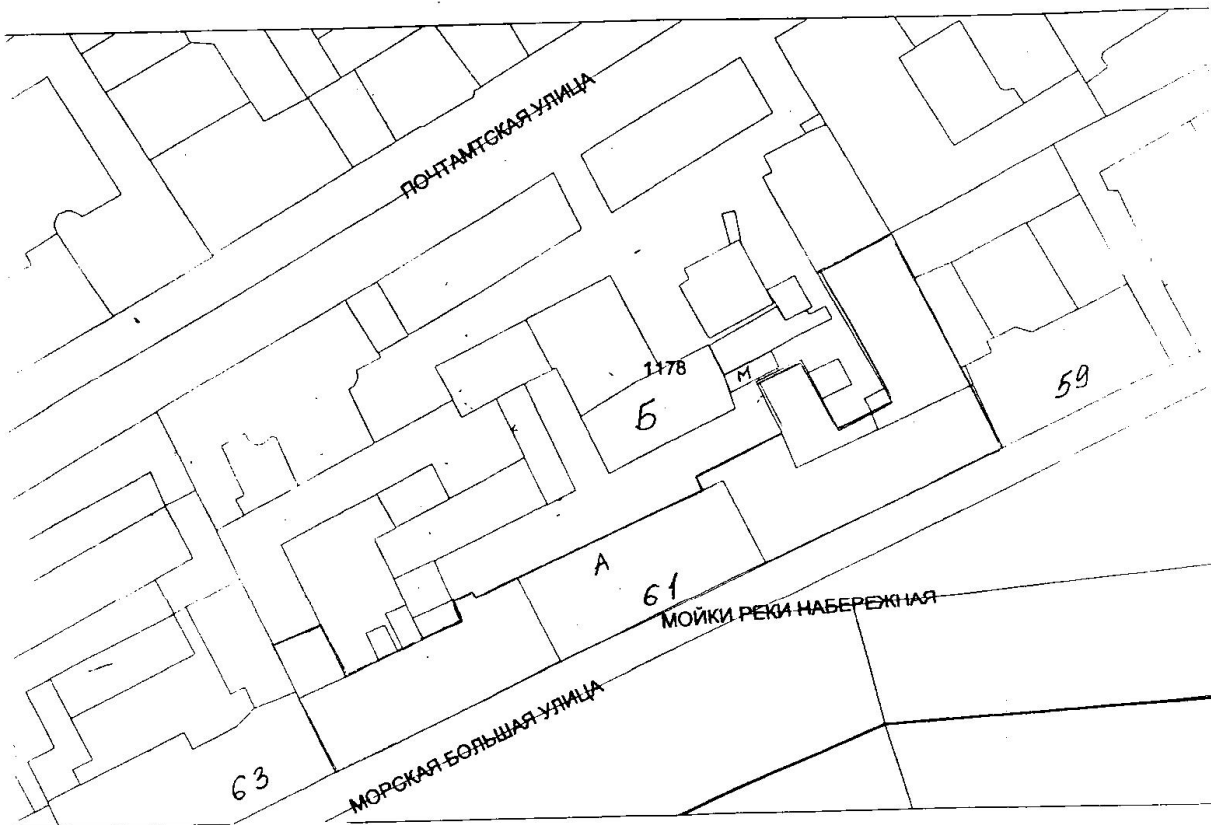 ПОЧТАМТСКАЯ УЛИЦА
1178
М
Б
59
А
61
МОЙКИ РЕКИ НАБЕРЕЖНАЯ
МОРСКАЯ БОЛЬШАЯ УЛИЦА
63